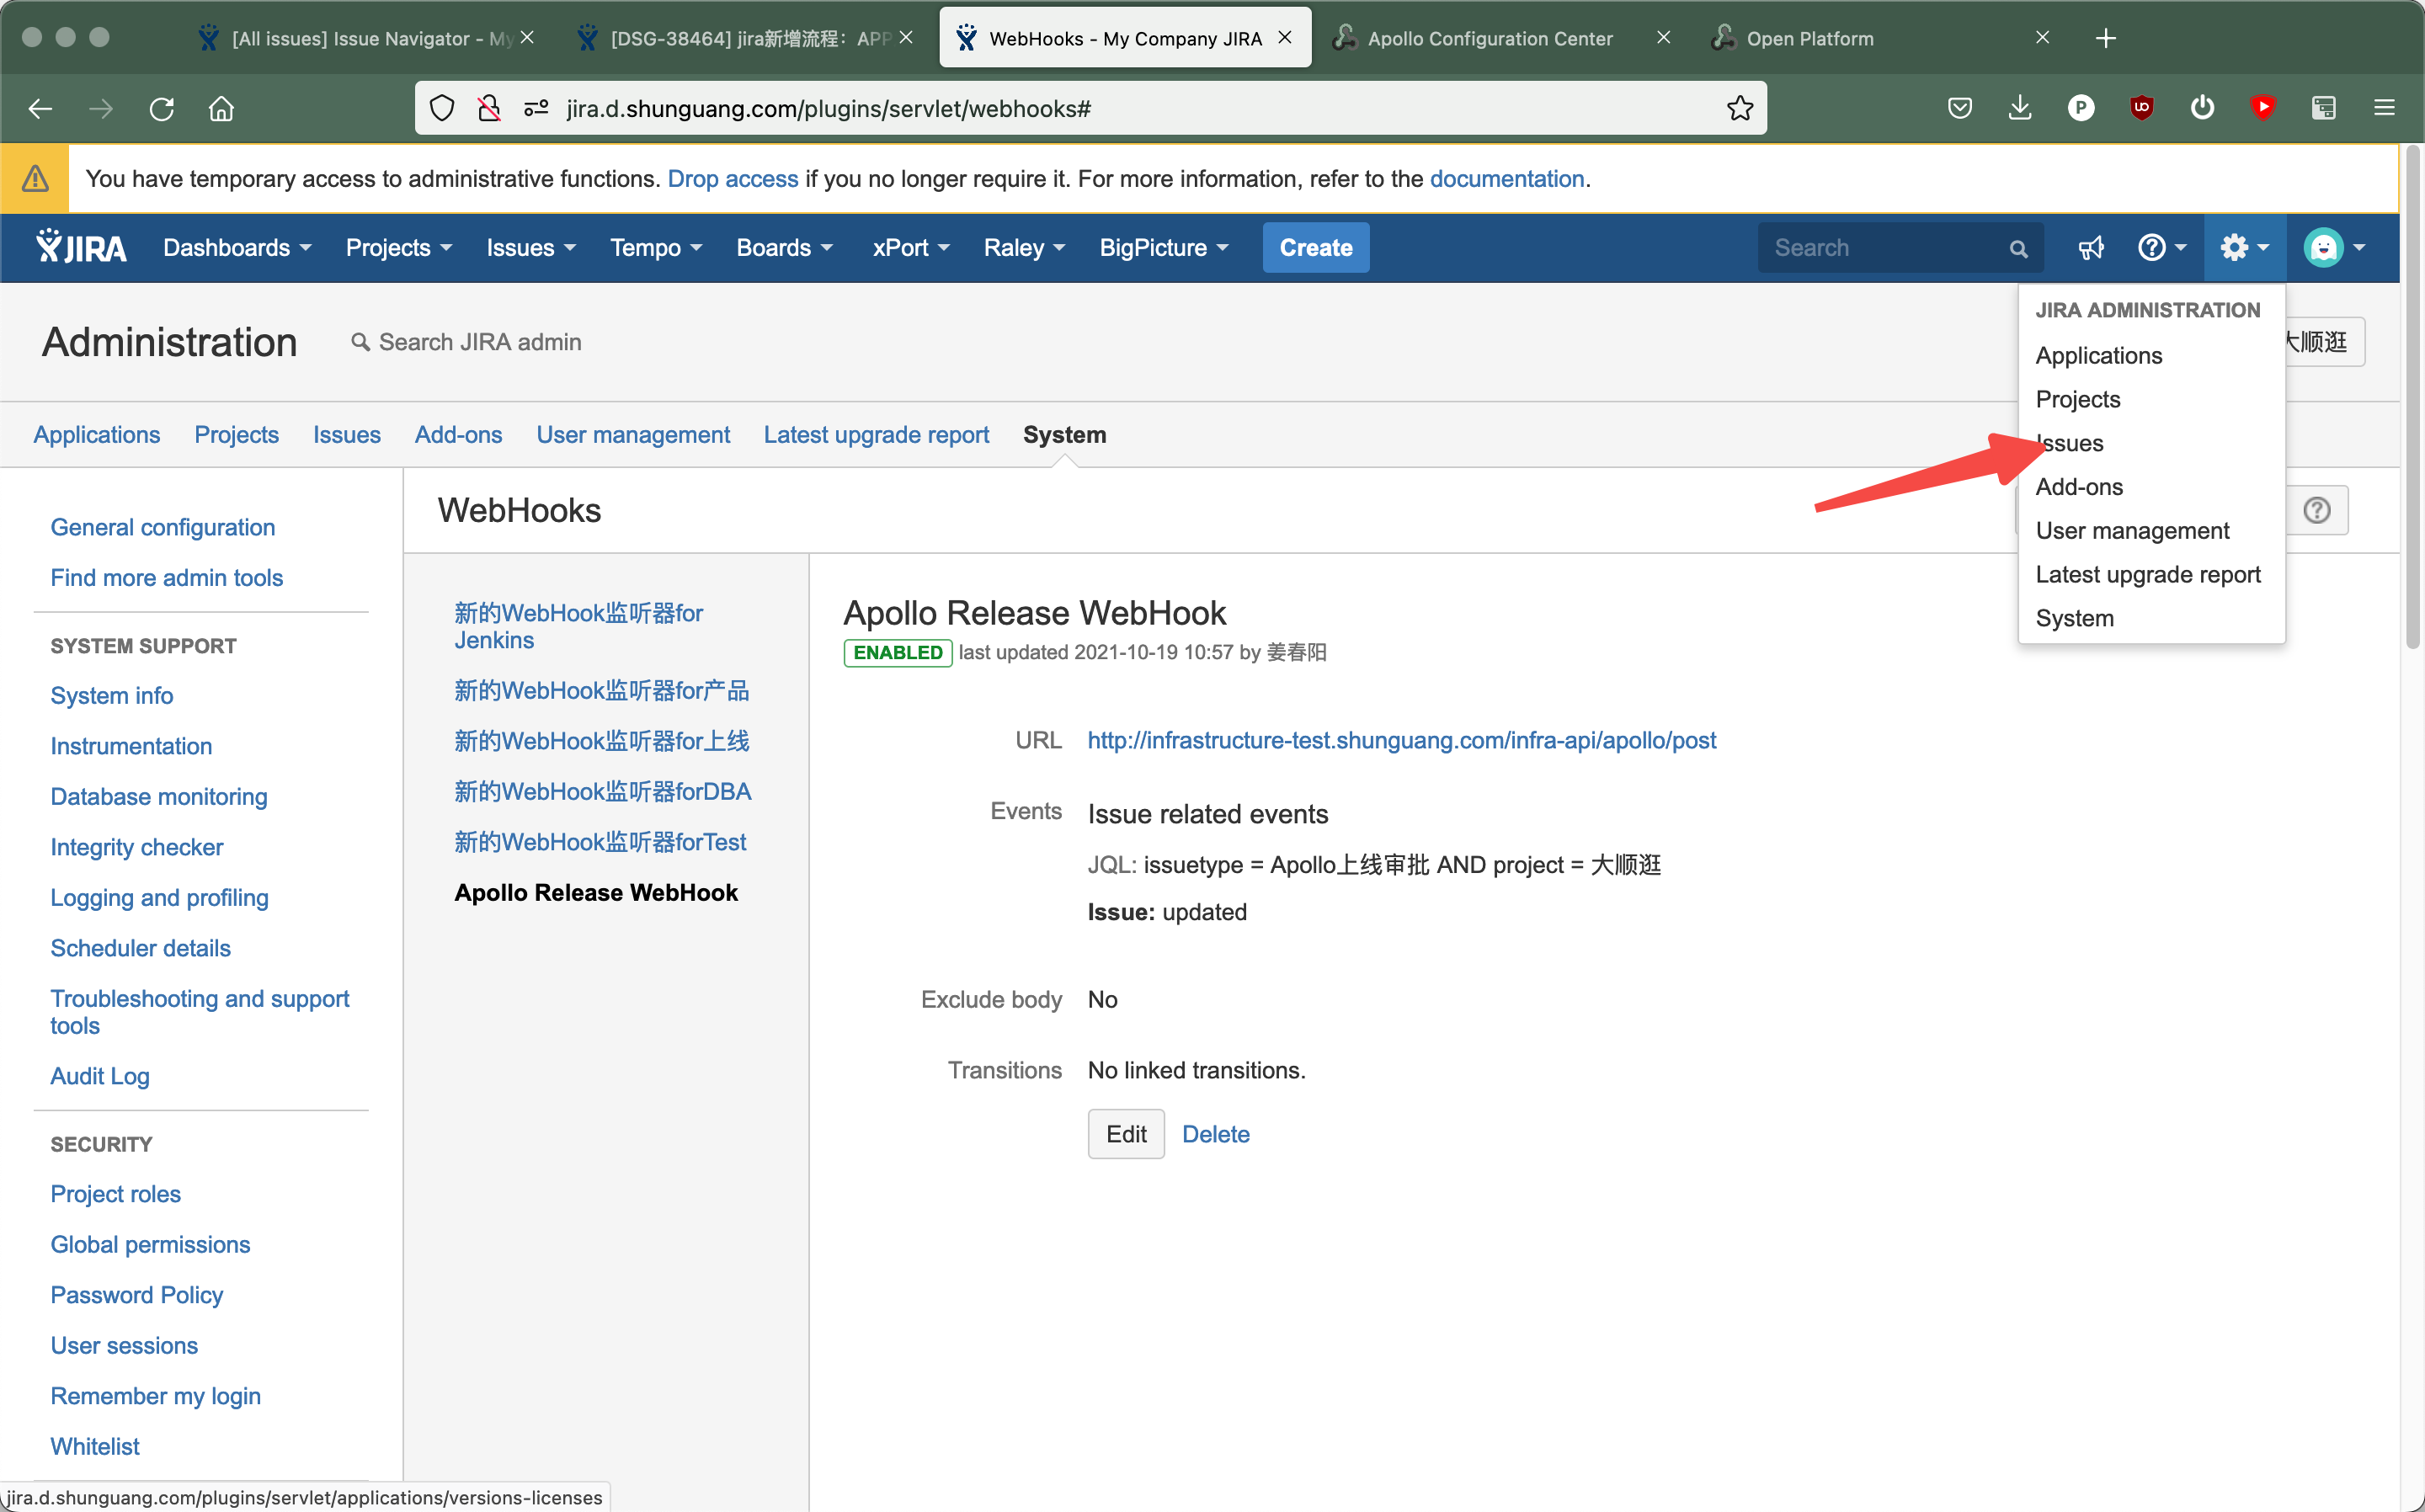 [All issues] Issue Navigator - My
[DSG-38464] jira新增流程：APP
WebHooks - My Company JIRA
Apollo Configuration Center
Open Platform
jira.d.shunguang.com/plugins/servlet/webhooks#
You have temporary access to administrative functions. Drop access if you no longer require it. For more information, refer to the documentation.
JIRA Dashboards Projects Issues Tempo Boards xPort Raley BigPicture Create Search
Administration
Search JIRA admin
大顺逛
JIRA ADMINISTRATION
Applications
Projects
Issues
Add-ons
User management
Latest upgrade report
System
Applications Projects Issues Add-ons User management Latest upgrade report System
General configuration
Find more admin tools
SYSTEM SUPPORT
System info
Instrumentation
Database monitoring
Integrity checker
Logging and profiling
Scheduler details
Troubleshooting and support
tools
Audit Log
SECURITY
Project roles
Global permissions
Password Policy
User sessions
Remember my login
Whitelist
WebHooks
新的WebHook监听器for
Jenkins
新的WebHook监听器for产品
新的WebHook监听器for上线
新的WebHook监听器forDBA
新的WebHook监听器forTest
Apollo Release WebHook
Apollo Release WebHook
ENABLED last updated 2021-10-19 10:57 by 姜春阳
URL http://infrastructure-test.shunguang.com/infra-api/apollo/post
Events Issue related events
JQL: issuetype = Apollo上线审批 AND project = 大顺逛
Issue: updated
Exclude body No
Transitions No linked transitions.
Edit Delete
jira.d.shunguang.com/plugins/servlet/applications/versions-licenses